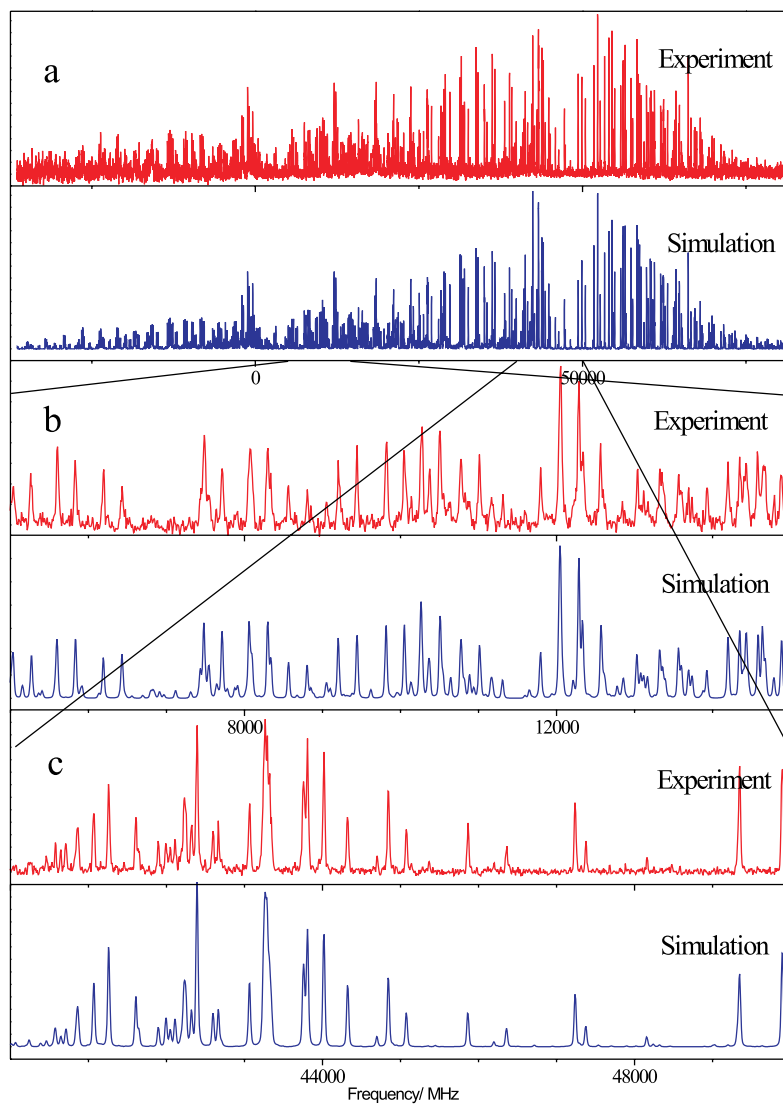 a
Experiment
Simulation
0
50000
b
Experiment
Simulation
8000
12000
c
Experiment
Simulation
44000
48000
Frequency/ MHz